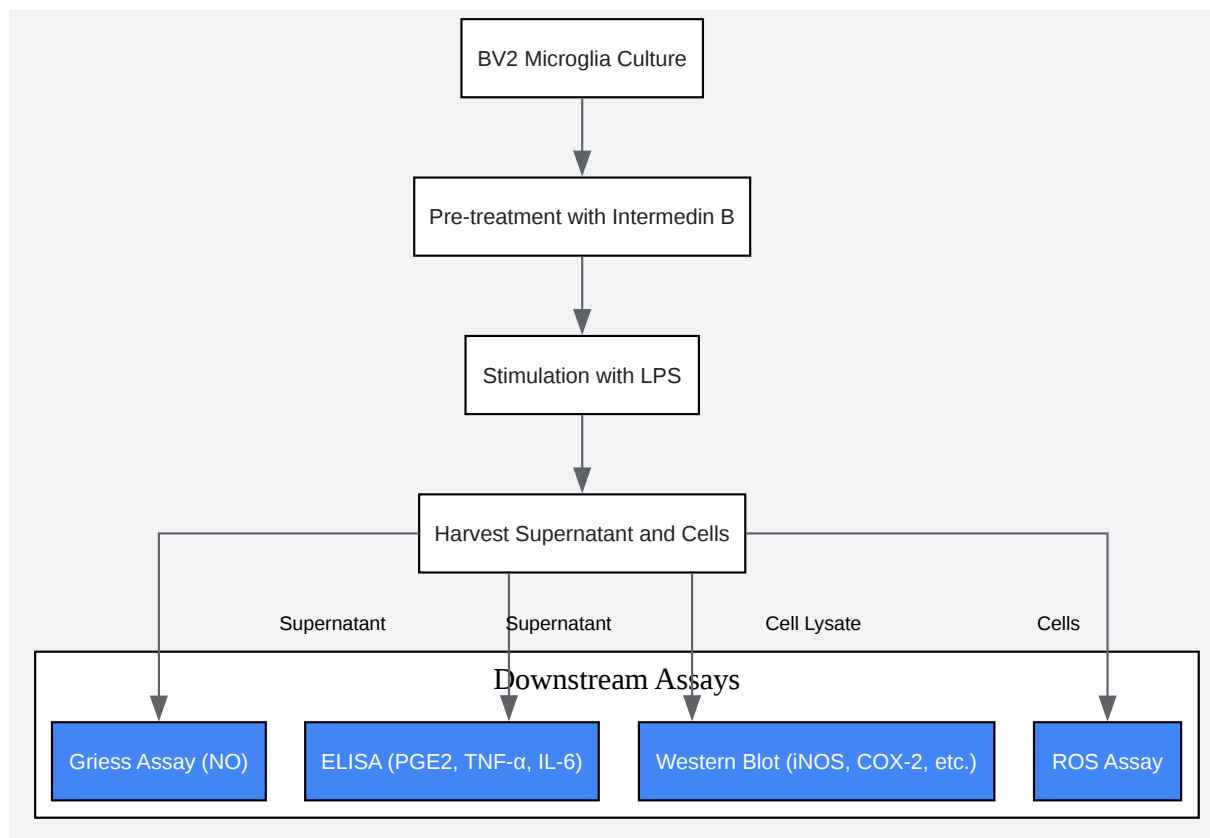 BV2 Microglia Culture
Pre-treatment with Intermedin B
Stimulation with LPS
Harvest Supernatant and Cells
Supernatant
Supernatant
Cell Lysate
Cells
Downstream Assays
Griess Assay (NO)
ELISA (PGE2, TNF-α, IL-6)
Western Blot (iNOS, COX-2, etc.)
ROS Assay